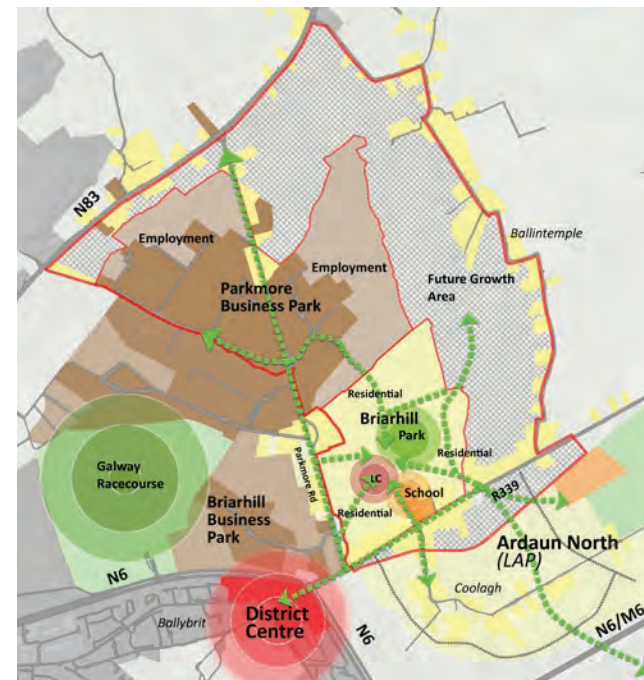 N83
Employment
Parkmore
Business Park
Employment
Ballintemple
Future Growth
Area
Residential
Briarhill
Park
Residential
Galway
Racecourse
Parkmore Rd
LC
School
Residential
R339
Briarhill
Business
Park
Ardaun North
(LAP)
N6
Coolagh
Ballybrit
District
Centre
N6
N6/M6